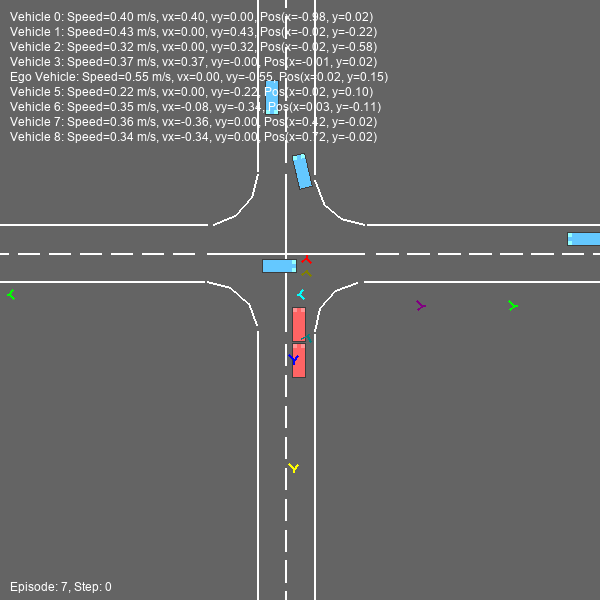 Vehicle 0: Speed=0.40 m/s, vx=0.40, vy=0.00, Pos(x=-0.98, y=0.02)
Vehicle 1: Speed=0.43 m/s, vx=0.00, vy=0.43, Pos(x=-0.02, y=-0.22)
Vehicle 2: Speed=0.32 m/s, vx=0.00, vy=0.32, Pos(x=-0.02, y=-0.58)
Vehicle 3: Speed=0.37 m/s, vx=0.37, vy=-0.00, Pos(x=-0.01, y=0.02)
Ego Vehicle: Speed=0.55 m/s, vx=0.00, vy=-0.55, Pos(x=0.02, y=0.15)
Vehicle 5: Speed=0.22 m/s, vx=0.00, vy=-0.22, Pos(x=0.02, y=0.10)
Vehicle 6: Speed=0.35 m/s, vx=-0.08, vy=-0.34, Pos(x=0.03, y=-0.11)
Vehicle 7: Speed=0.36 m/s, vx=-0.36, vy=0.00, Pos(x=0.42, y=-0.02)
Vehicle 8: Speed=0.34 m/s, vx=-0.34, vy=0.00, Pos(x=0.72, y=-0.02)
Episode: 7, Step: 0